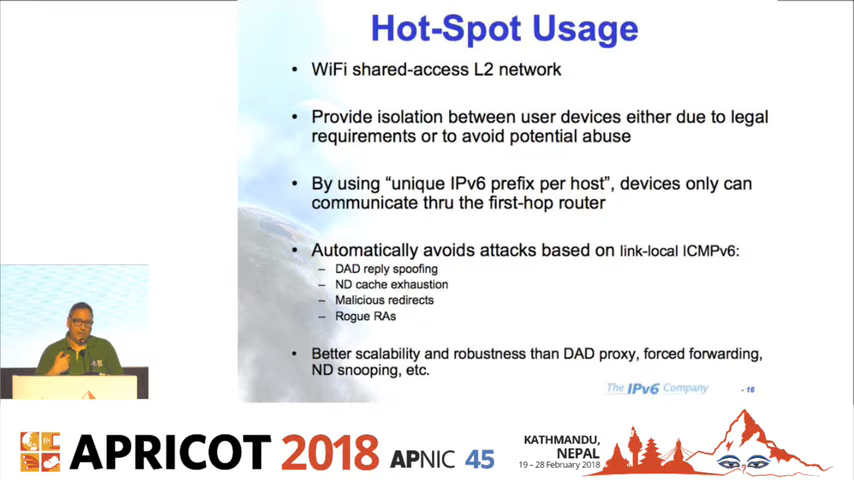 Hot-Spot Usage
• WiFi shared-access L2 network
• Provide isolation between user devices either due to legal
requirements or to avoid potential abuse
• By using “unique IPv6 prefix per host”, devices only can
communicate thru the first-hop router
• Automatically avoids attacks based on link-local ICMPv6:
– DAD reply spoofing
– ND cache exhaustion
– Malicious redirects
– Rogue RAs
• Better scalability and robustness than DAD proxy, forced forwarding,
ND snooping, etc.
The IPv6 Company
- 16
APRICOT 2018
APNIC 45
KATHMANDU,
NEPAL
19 – 28 February 2018